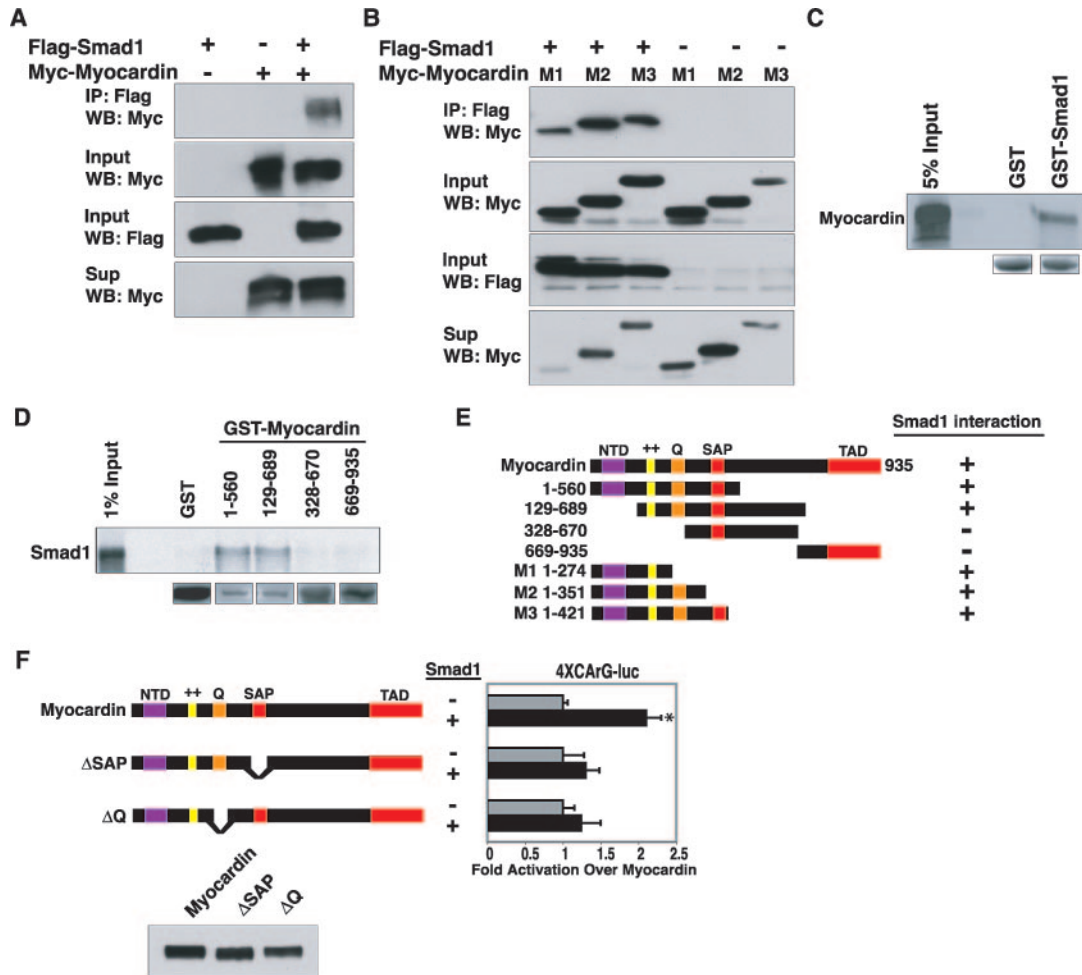 A
Flag-Smad1 + - +
Myc-Myocardin - + +
IP: Flag
WB: Myc
Input
WB: Myc
Input
WB: Flag
Sup
WB: Myc
B
Flag-Smad1 + + + - - -
Myc-Myocardin M1 M2 M3 M1 M2 M3
IP: Flag
WB: Myc
Input
WB: Myc
Input
WB: Flag
Sup
WB: Myc
C
5% Input
GST
GST-Smad1
Myocardin
D
GST-Myocardin
1% Input
GST
1-560
129-689
328-670
669-935
Smad1
E
Smad1 interaction
NTD ++ Q SAP TAD
Myocardin 935 +
1-560 +
129-689 +
328-670 -
669-935 -
M1 1-274 +
M2 1-351 +
M3 1-421 +
F
Smad1 4XCArG-luc
NTD ++ Q SAP TAD
Myocardin - +
*
ΔSAP - +
ΔQ - +
0 0.5 1 1.5 2 2.5
Fold Activation Over Myocardin
Myocardin
ΔSAP
ΔQ